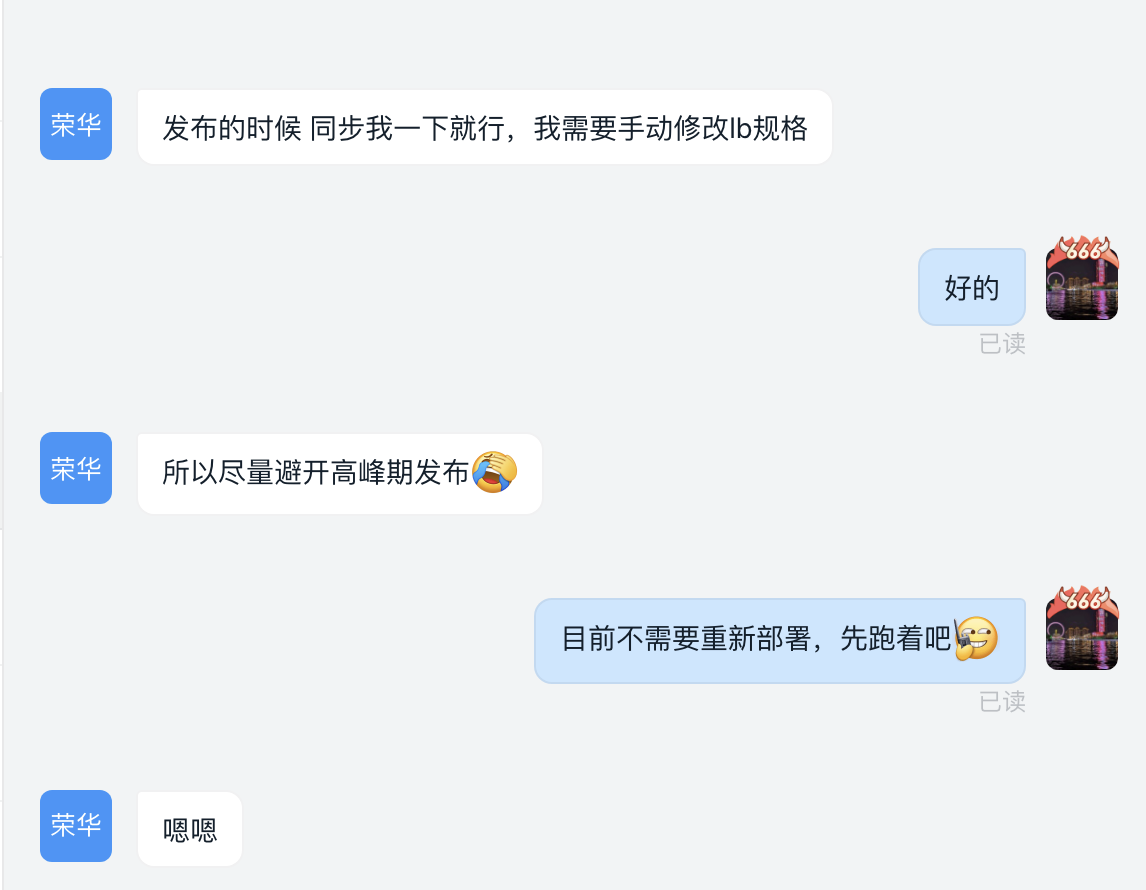 荣华
发布的时候 同步我一下就行，我需要手动修改lb规格
666
好的
已读
荣华
所以尽量避开高峰期发布
666
目前不需要重新部署，先跑着吧
已读
荣华
嗯嗯